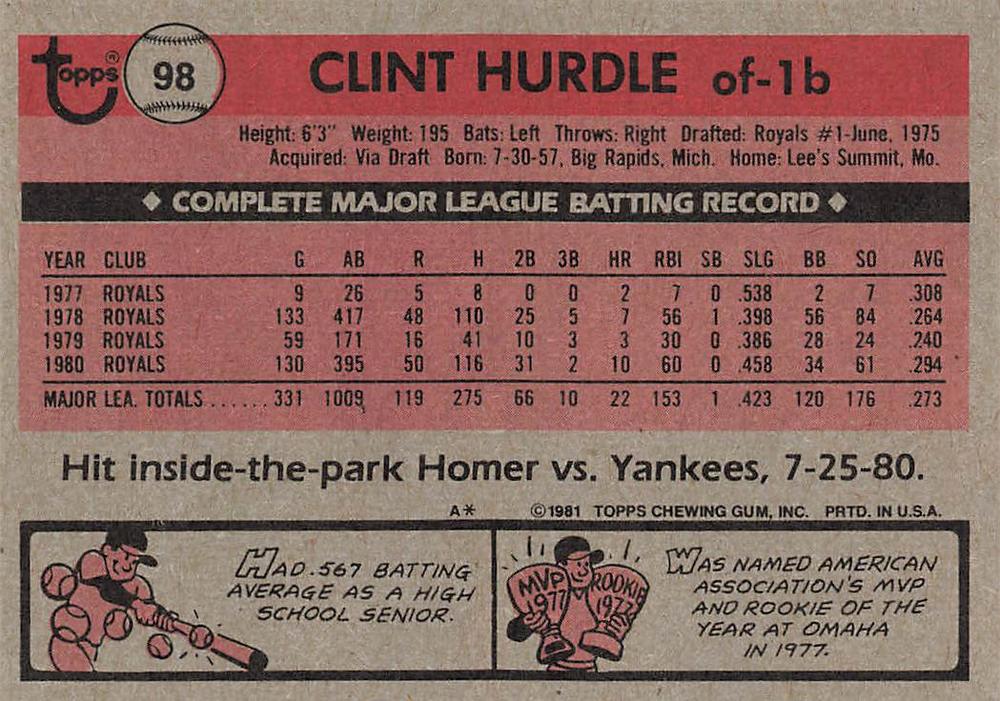 topps® 98 CLINT HURDLE of-1b
Height: 6'3" Weight: 195 Bats: Left Throws: Right Drafted: Royals #1-June, 1975
Acquired: Via Draft Born: 7-30-57, Big Rapids, Mich. Home: Lee's Summit, Mo.
◆ COMPLETE MAJOR LEAGUE BATTING RECORD ◆
YEAR CLUB G AB R H 2B 3B HR RBI SB SLG BB SO AVG
1977 ROYALS 9 26 5 8 0 0 2 7 0 .538 2 7 .308
1978 ROYALS 133 417 48 110 25 5 7 56 1 .398 56 84 .264
1979 ROYALS 59 171 16 41 10 3 3 30 0 .386 28 24 .240
1980 ROYALS 130 395 50 116 31 2 10 60 0 .458 34 61 .294
MAJOR LEA. TOTALS...... 331 1009 119 275 66 10 22 153 1 .423 120 176 .273
Hit inside-the-park Homer vs. Yankees, 7-25-80.
A* ©1981 TOPPS CHEWING GUM, INC. PRTD. IN U.S.A.
HAD .567 BATTING
AVERAGE AS A HIGH
SCHOOL SENIOR.
MVP
1977
ROOKIE
1977
WAS NAMED AMERICAN
ASSOCIATION'S MVP
AND ROOKIE OF THE
YEAR AT OMAHA
IN 1977.